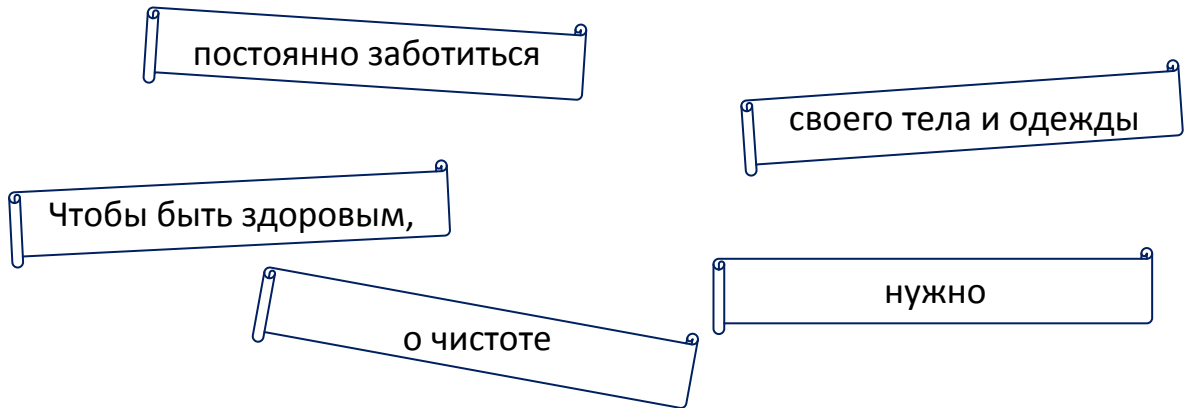 постоянно заботиться
своего тела и одежды
Чтобы быть здоровым,
нужно
о чистоте